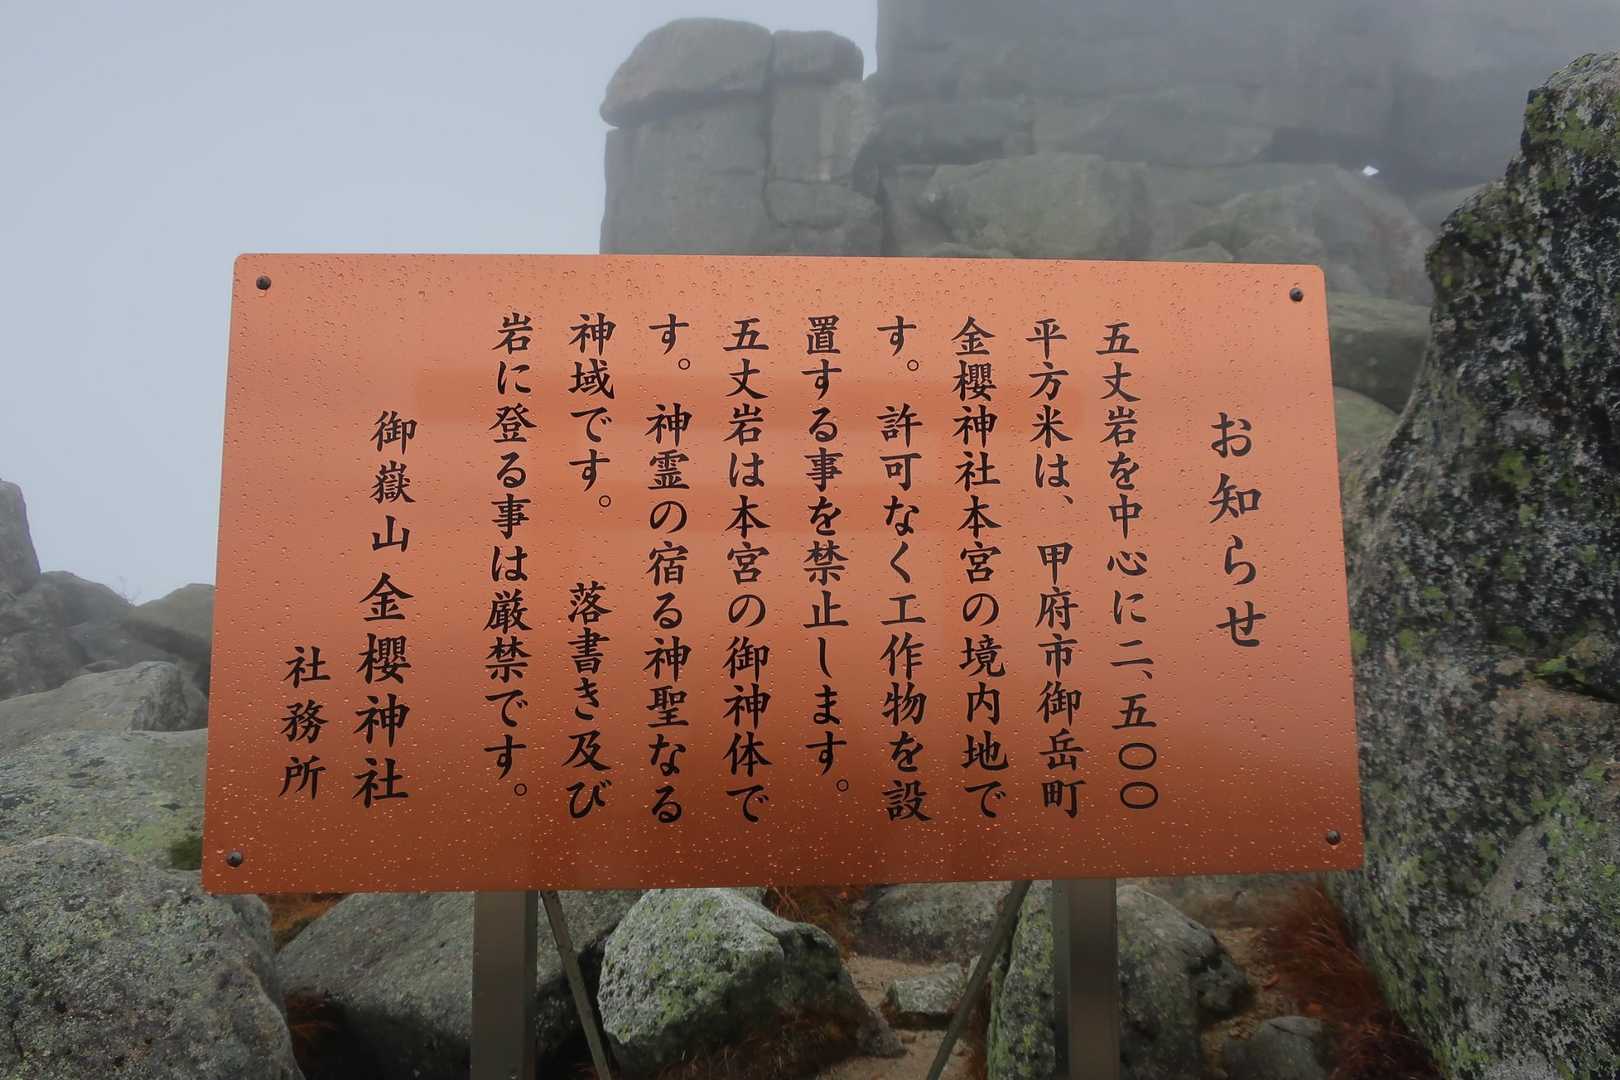 お知らせ
五丈岩を中心に二、五〇〇
平方米は、甲府市御岳町
金櫻神社本宮の境内地で
す。許可なく工作物を設
置する事を禁止します。
五丈岩は本宮の御神体で
す。神霊の宿る神聖なる
神域です。落書き及び
岩に登る事は厳禁です。
御嶽山金櫻神社
社務所